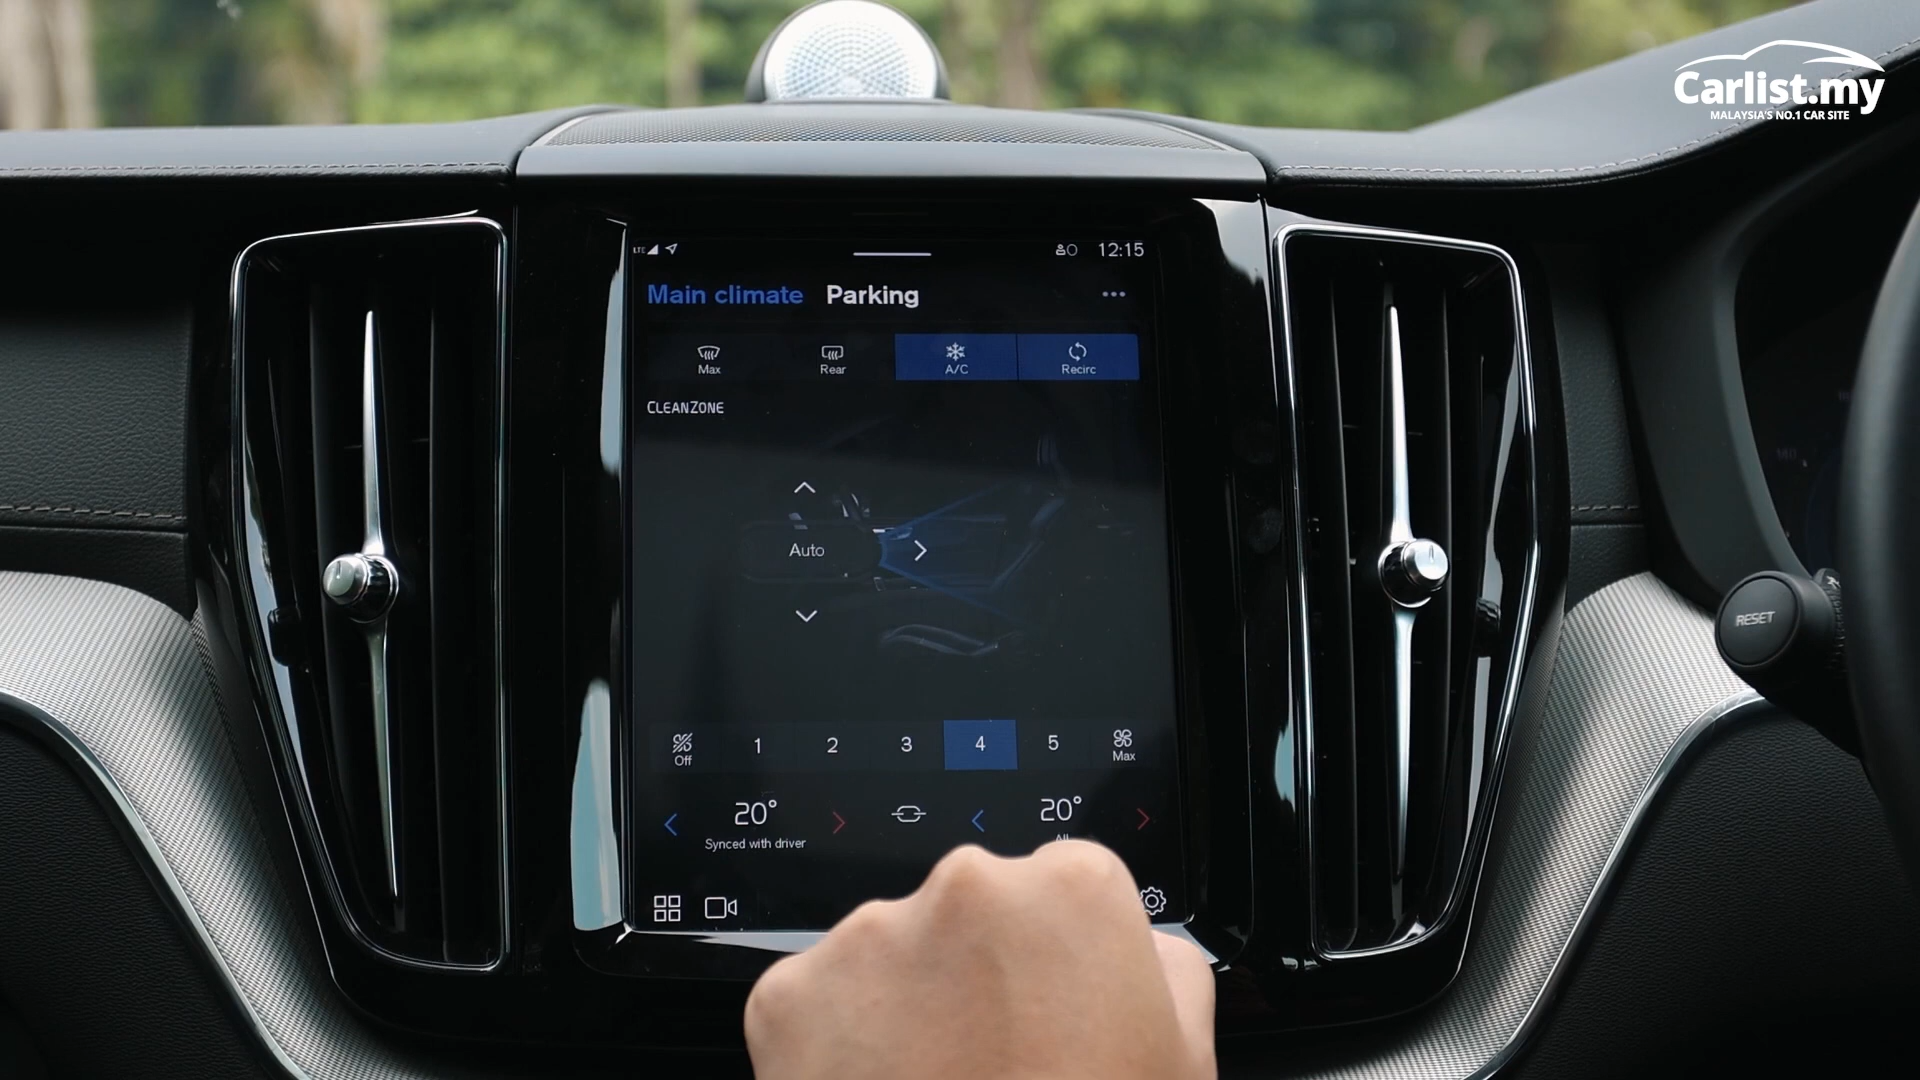 Carlist.my
MALAYSIA'S NO.1 CAR SITE
LTE
12:15
Main climate Parking
Max Rear A/C Recirc
CLEANZONE
Auto
RESET
1 2 3 4 5
Off Max
20° 20°
Synced with driver